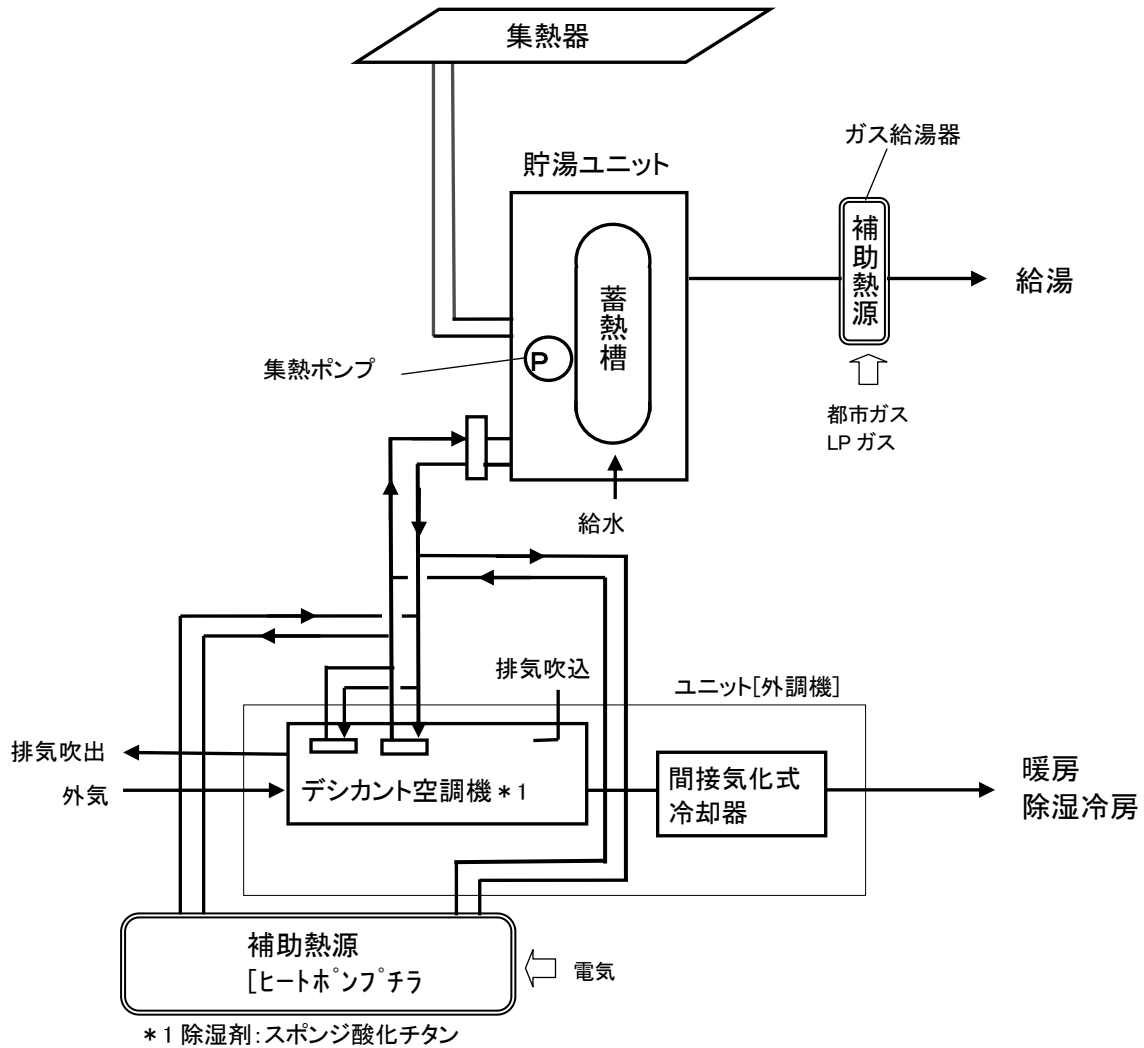 集熱器
ガス給湯器
貯湯ユニット
補助熱源
給湯
蓄熱槽
P
集熱ポンプ
都市ガス
LP ガス
給水
排気吹込
ユニット[外調機]
排気吹出
外気
デシカント空調機*1
間接気化式
冷却器
暖房
除湿冷房
補助熱源
[ヒートポンプチラ
電気
*1 除湿剤:スポンジ酸化チタン